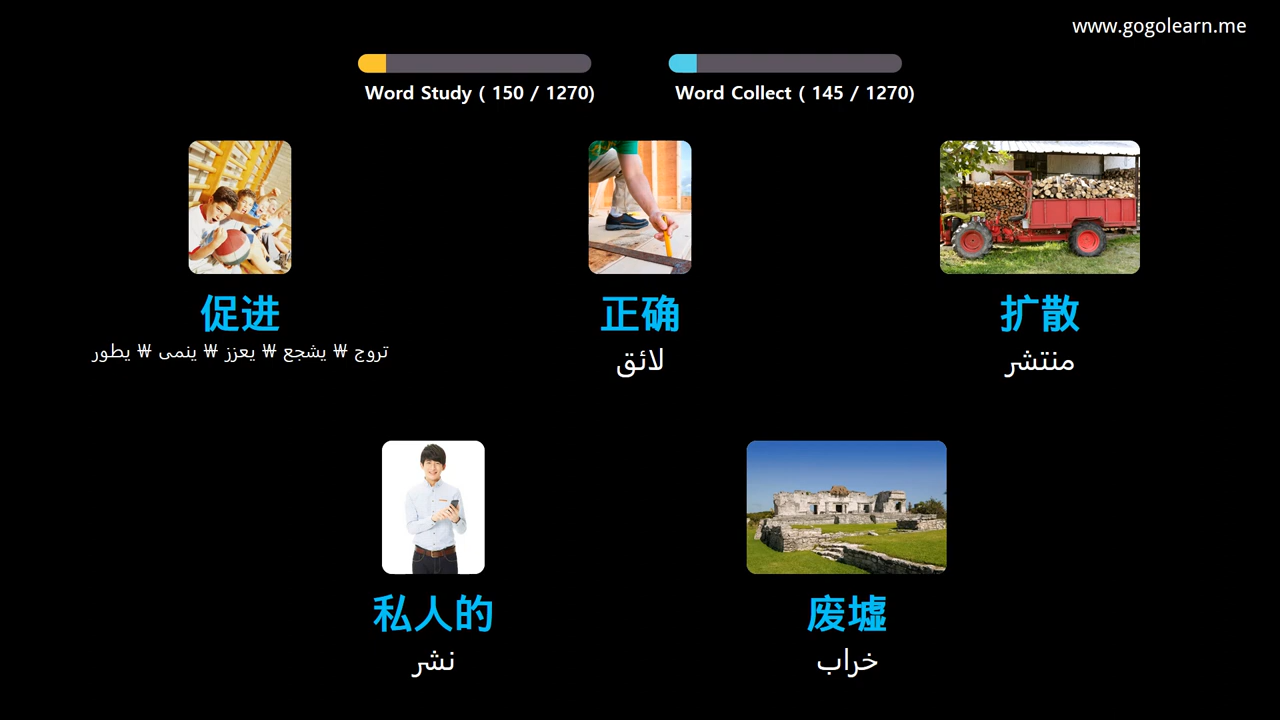 www.gogolearn.me
Word Study ( 150 / 1270)
Word Collect ( 145 / 1270)
促进
تروج ₩ يشجع ₩ يعزز ₩ ينمى ₩ يطور
正确
لائق
扩散
منتشر
私人的
نشر
废墟
خراب